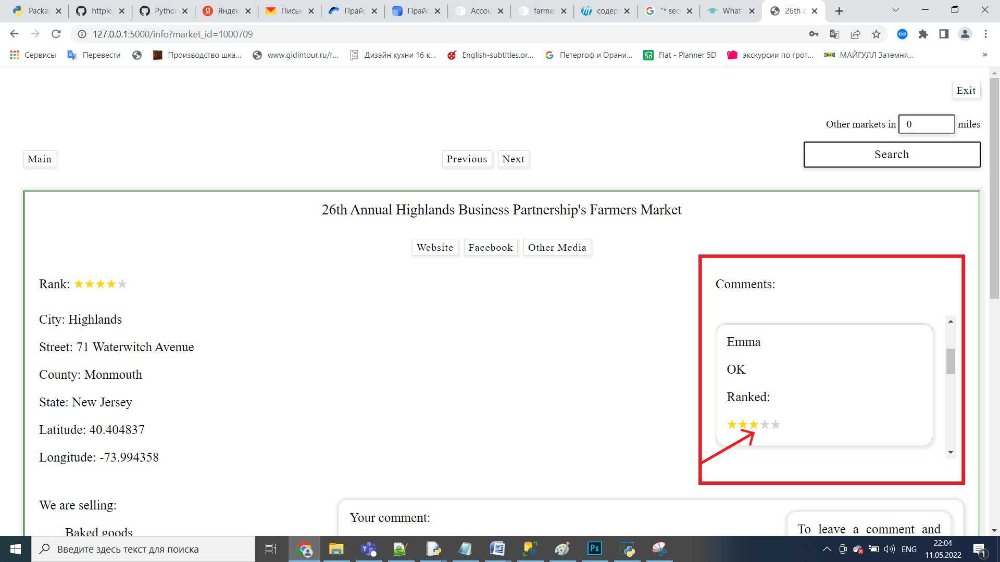 Packa
httpie,
Pytho
Яндек
Письм
Прайс
Прайс
Accou
farme
содер
"* sec
What
26th a
127.0.0.1:5000/info?market_id=1000709
Сервисы
Перевести
Производство шка...
www.gidintour.ru/r...
Дизайн кухни 16 к...
English-subtitles.or...
Петергоф и Орани...
Flat - Planner 5D
экскурсии по грот...
МАЙГУЛЛ Затемня...
»
Exit
Other markets in 0 miles
Main
Previous
Next
Search
26th Annual Highlands Business Partnership's Farmers Market
Website
Facebook
Other Media
Rank: ★★★★★
City: Highlands
Street: 71 Waterwitch Avenue
County: Monmouth
State: New Jersey
Latitude: 40.404837
Longitude: -73.994358
Comments:
Emma
OK
Ranked:
★★★★★
We are selling:
Baked goods
Your comment:
To leave a comment and
Введите здесь текст для поиска
ENG
22:04
11.05.2022
1